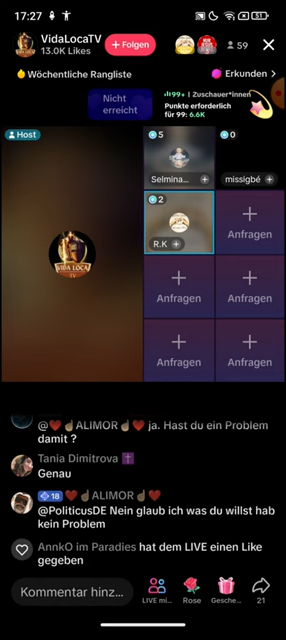 17:27
51
VidaLocaTV
13.0K Likes
+ Folgen
59
Wöchentliche Rangliste
Erkunden >
Nicht
erreicht
99+ | Zuschauer*innen
Punkte erforderlich
für 99: 6.6K
Host
5
0
Selmina...
missigbé
2
R.K
Anfragen
VIDA LOCA
Anfragen
Anfragen
Anfragen
Anfragen
@❤️☝🏾ALIMOR☝🏾❤️ ja. Hast du ein Problem
damit ?
Tania Dimitrova ✝️
Genau
18 ❤️☝🏾ALIMOR☝🏾❤️
@PoliticusDE Nein glaub ich was du willst hab
kein Problem
AnnkO im Paradies hat dem LIVE einen Like
gegeben
Kommentar hinz...
LIVE mi...
Rose
Gesche...
21